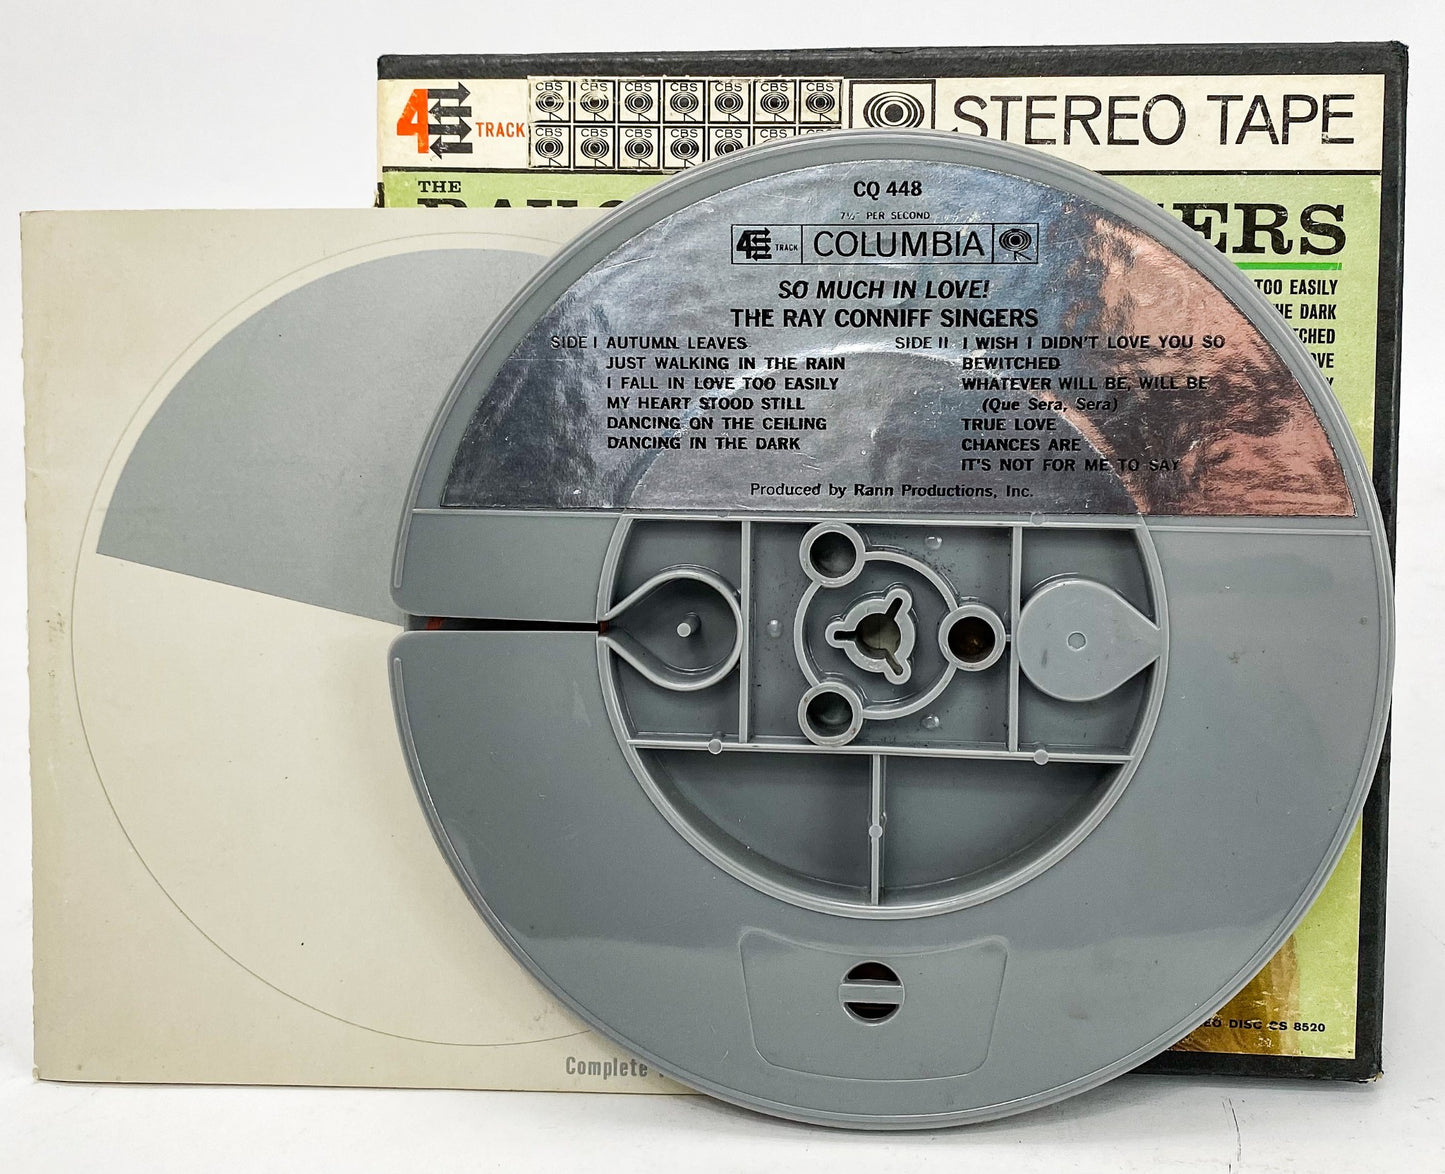 4 TRACK
CBS CBS CBS CBS CBS CBS CBS
CBS CBS CBS CBS CBS CBS
STEREO TAPE
THE
ERS
TOO EASILY
THE DARK
CQ 448
7½" PER SECOND
4 TRACK COLUMBIA
SO MUCH IN LOVE!
THE RAY CONNIFF SINGERS
SIDE I AUTUMN LEAVES
JUST WALKING IN THE RAIN
I FALL IN LOVE TOO EASILY
MY HEART STOOD STILL
DANCING ON THE CEILING
DANCING IN THE DARK
SIDE II I WISH I DIDN'T LOVE YOU SO
BEWITCHED
WHATEVER WILL BE, WILL BE
(Que Sera, Sera)
TRUE LOVE
CHANCES ARE
IT'S NOT FOR ME TO SAY
Produced by Rann Productions, Inc.
DISC CS 8520
Complete